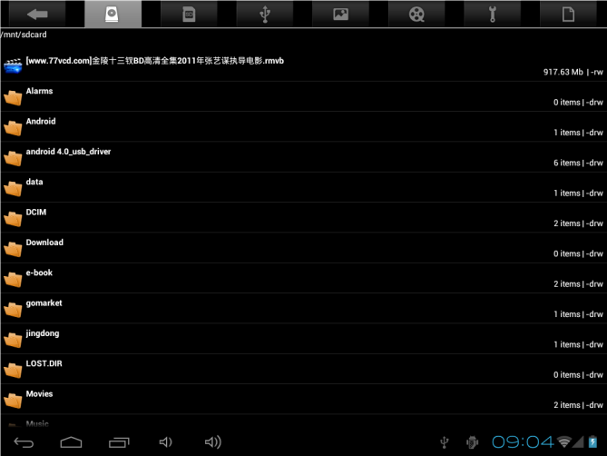 /mnt/sdcard
[www.77vcd.com]金陵十三钗BD高清全集2011年张艺谋执导电影.rmvb
917.63 Mb | -rw
Alarms
0 items | -drw
Android
1 items | -drw
android 4.0_usb_driver
6 items | -drw
data
1 items | -drw
DCIM
2 items | -drw
Download
0 items | -drw
e-book
2 items | -drw
gomarket
1 items | -drw
jingdong
1 items | -drw
LOST.DIR
0 items | -drw
Movies
2 items | -drw
Music
09:04